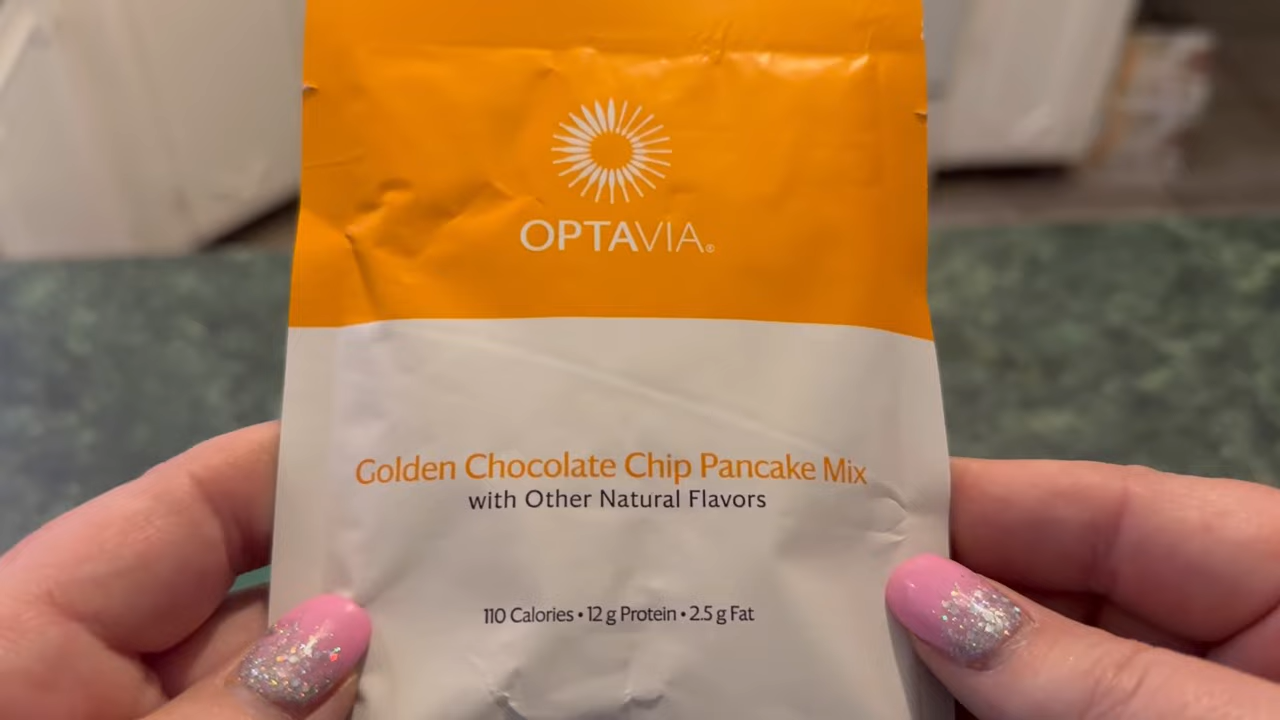 OPTAVIA®
Golden Chocolate Chip Pancake Mix
with Other Natural Flavors
110 Calories • 12 g Protein • 2.5 g Fat